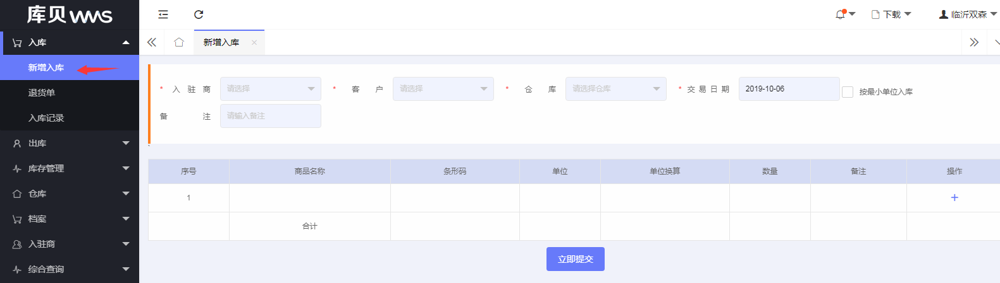 库贝WMS
下载
临沂双森
入库
新增入库
退货单
入库记录
出库
库存管理
仓库
档案
入驻商
综合查询
新增入库 ×
* 入驻商 请选择 * 客户 请选择 * 仓库 请选择仓库 * 交易日期 2019-10-06 按最小单位入库
备注 请输入备注
序号 商品名称 条形码 单位 单位换算 数量 备注 操作
1 +
合计
立即提交